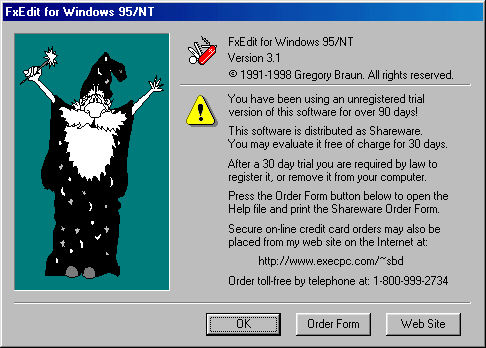 FxEdit for Windows 95/NT
FxEdit for Windows 95/NT
Version 3.1
© 1991-1998 Gregory Braun. All rights reserved.
You have been using an unregistered trial
version of this software for over 90 days!
This software is distributed as Shareware.
You may evaluate it free of charge for 30 days.
After a 30 day trial you are required by law to
register it, or remove it from your computer.
Press the Order Form button below to open the
Help file and print the Shareware Order Form.
Secure on-line credit card orders may also be
placed from my web site on the Internet at:
http://www.execpc.com/~sbd
Order toll-free by telephone at: 1-800-999-2734
OK
Order Form
Web Site